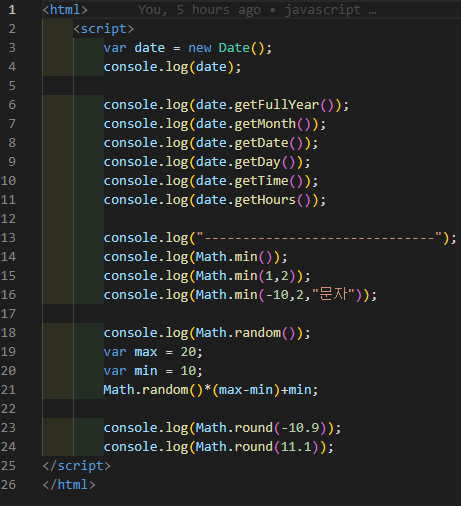 1 <html> You, 5 hours ago • javascript …
2 <script>
3 var date = new Date();
4 console.log(date);
5
6 console.log(date.getFullYear());
7 console.log(date.getMonth());
8 console.log(date.getDate());
9 console.log(date.getDay());
10 console.log(date.getTime());
11 console.log(date.getHours());
12
13 console.log("------------------------------");
14 console.log(Math.min());
15 console.log(Math.min(1,2));
16 console.log(Math.min(-10,2,"문자"));
17
18 console.log(Math.random());
19 var max = 20;
20 var min = 10;
21 Math.random()*(max-min)+min;
22
23 console.log(Math.round(-10.9));
24 console.log(Math.round(11.1));
25 </script>
26 </html>